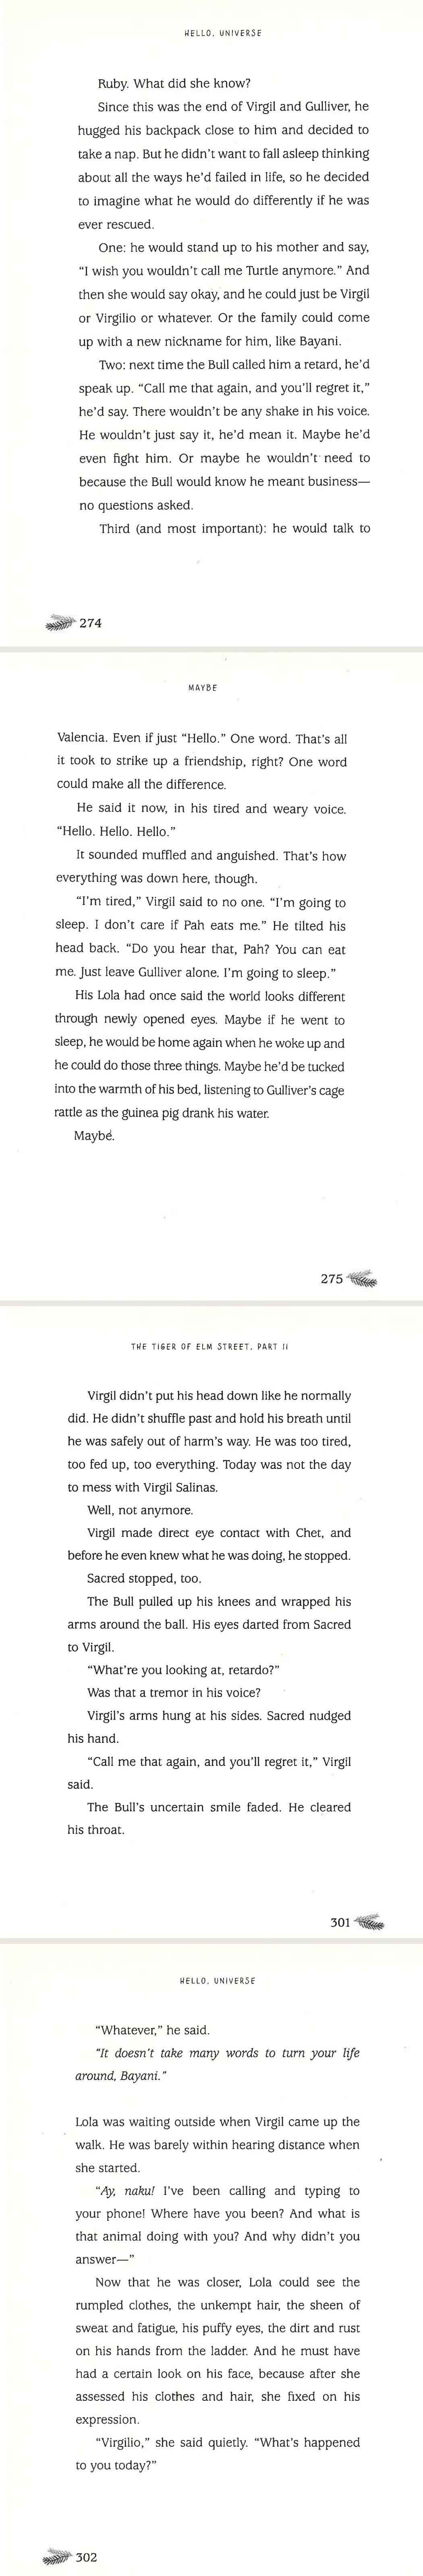 HELLO, UNIVERSE
Ruby. What did she know?
Since this was the end of Virgil and Gulliver, he
hugged his backpack close to him and decided to
take a nap. But he didn't want to fall asleep thinking
about all the ways he'd failed in life, so he decided
to imagine what he would do differently if he was
ever rescued.
One: he would stand up to his mother and say,
“I wish you wouldn't call me Turtle anymore.” And
then she would say okay, and he could just be Virgil
or Virgilio or whatever. Or the family could come
up with a new nickname for him, like Bayani.
Two: next time the Bull called him a retard, he'd
speak up. “Call me that again, and you'll regret it,”
he'd say. There wouldn't be any shake in his voice.
He wouldn't just say it, he'd mean it. Maybe he'd
even fight him. Or maybe he wouldn't need to
because the Bull would know he meant business—
no questions asked.
Third (and most important): he would talk to
274
MAYBE
Valencia. Even if just “Hello.” One word. That's all
it took to strike up a friendship, right? One word
could make all the difference.
He said it now, in his tired and weary voice.
“Hello. Hello. Hello.”
It sounded muffled and anguished. That's how
everything was down here, though.
“I'm tired,” Virgil said to no one. “I'm going to
sleep. I don't care if Pah eats me.” He tilted his
head back. “Do you hear that, Pah? You can eat
me. Just leave Gulliver alone. I'm going to sleep.”
His Lola had once said the world looks different
through newly opened eyes. Maybe if he went to
sleep, he would be home again when he woke up and
he could do those three things. Maybe he'd be tucked
into the warmth of his bed, listening to Gulliver's cage
rattle as the guinea pig drank his water.
Maybe.
275
THE TIGER OF ELM STREET, PART II
Virgil didn't put his head down like he normally
did. He didn't shuffle past and hold his breath until
he was safely out of harm's way. He was too tired,
too fed up, too everything. Today was not the day
to mess with Virgil Salinas.
Well, not anymore.
Virgil made direct eye contact with Chet, and
before he even knew what he was doing, he stopped.
Sacred stopped, too.
The Bull pulled up his knees and wrapped his
arms around the ball. His eyes darted from Sacred
to Virgil.
“What're you looking at, retardo?”
Was that a tremor in his voice?
Virgil's arms hung at his sides. Sacred nudged
his hand.
“Call me that again, and you'll regret it,” Virgil
said.
The Bull's uncertain smile faded. He cleared
his throat.
301
HELLO, UNIVERSE
“Whatever,” he said.
“It doesn't take many words to turn your life
around, Bayani.”
Lola was waiting outside when Virgil came up the
walk. He was barely within hearing distance when
she started.
“Ay, naku! I've been calling and typing to
your phone! Where have you been? And what is
that animal doing with you? And why didn't you
answer—”
Now that he was closer, Lola could see the
rumpled clothes, the unkempt hair, the sheen of
sweat and fatigue, his puffy eyes, the dirt and rust
on his hands from the ladder. And he must have
had a certain look on his face, because after she
assessed his clothes and hair, she fixed on his
expression.
“Virgilio,” she said quietly. “What's happened
to you today?”
302